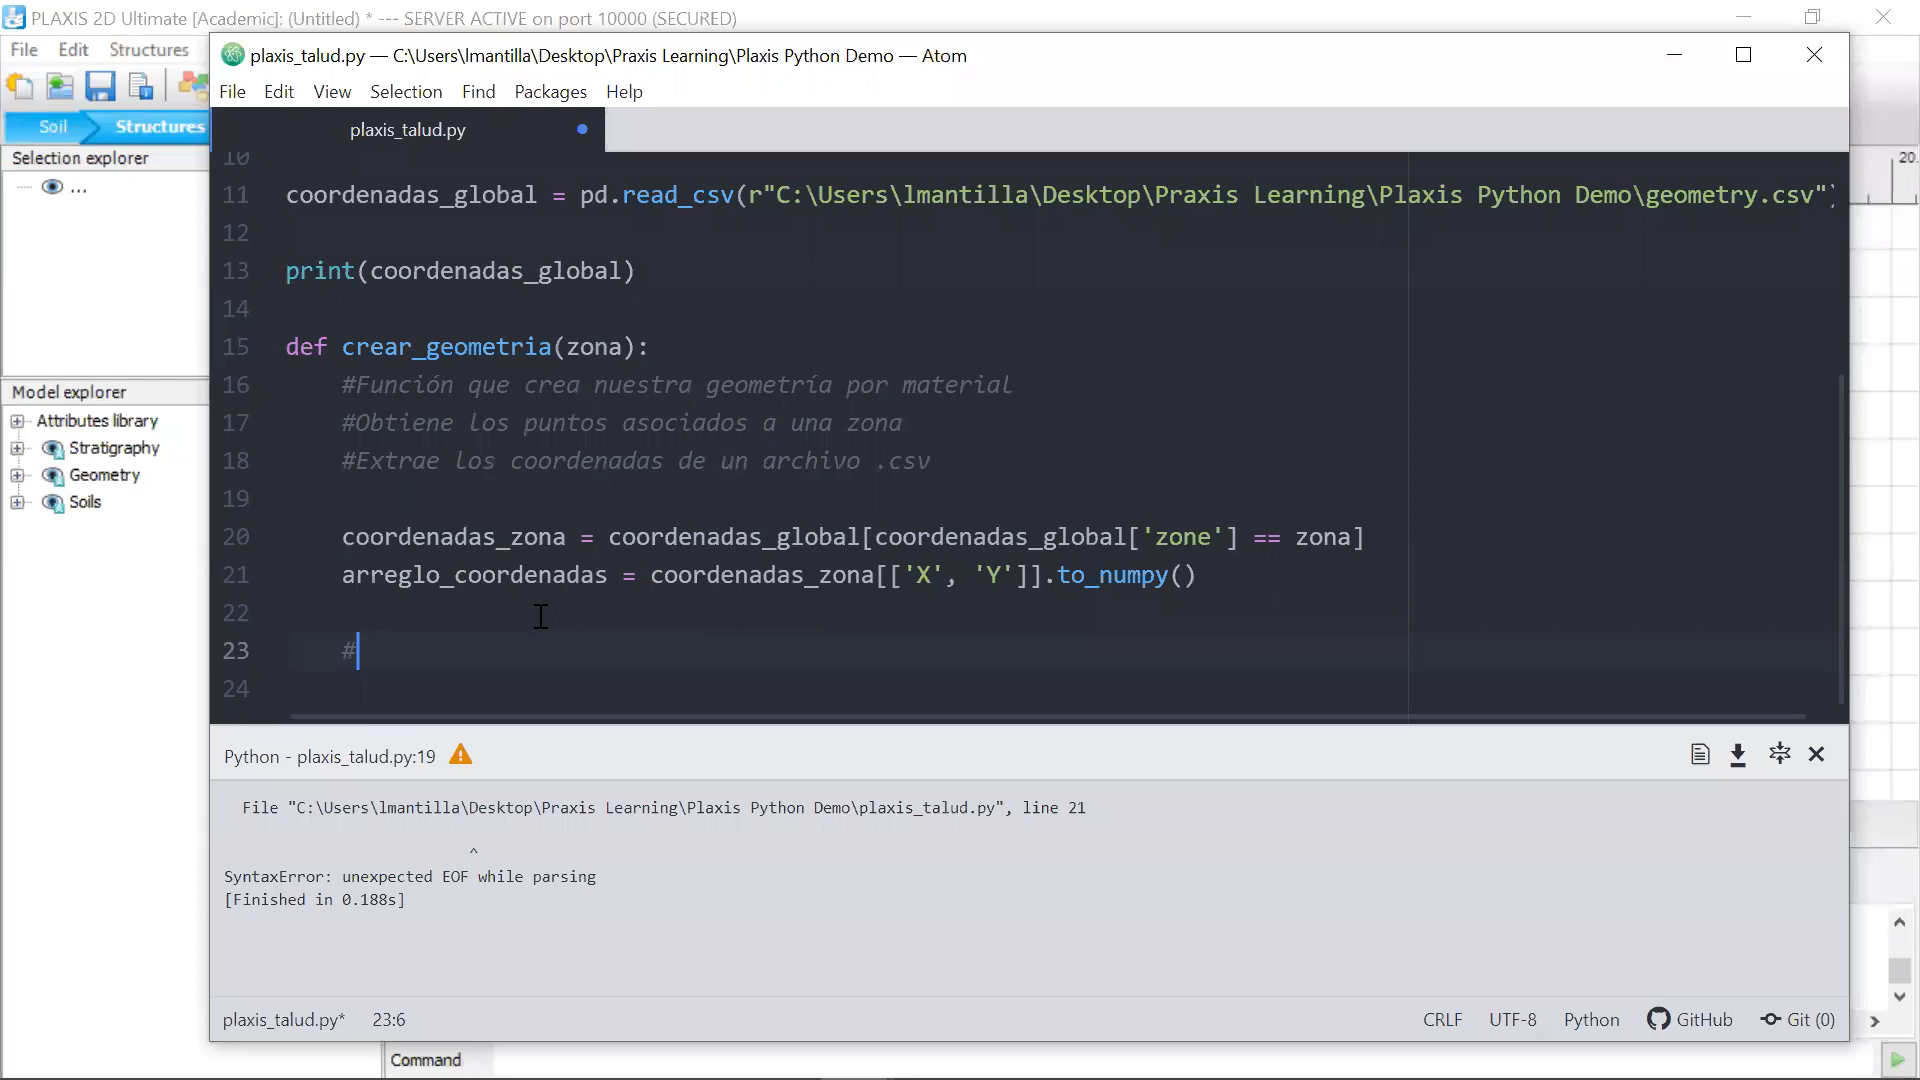 PLAXIS 2D Ultimate [Academic]: (Untitled) * --- SERVER ACTIVE on port 10000 (SECURED)
File Edit Structures
Soil Structures
Selection explorer
...
Model explorer
Attributes library
Stratigraphy
Geometry
Soils
20.
plaxis_talud.py — C:\Users\lmantilla\Desktop\Praxis Learning\Plaxis Python Demo — Atom
File Edit View Selection Find Packages Help
plaxis_talud.py
10
11 coordenadas_global = pd.read_csv(r"C:\Users\lmantilla\Desktop\Praxis Learning\Plaxis Python Demo\geometry.csv")
12
13 print(coordenadas_global)
14
15 def crear_geometria(zona):
16 #Función que crea nuestra geometría por material
17 #Obtiene los puntos asociados a una zona
18 #Extrae los coordenadas de un archivo .csv
19
20 coordenadas_zona = coordenadas_global[coordenadas_global['zone'] == zona]
21 arreglo_coordenadas = coordenadas_zona[['X', 'Y']].to_numpy()
22
23 #
24
Python - plaxis_talud.py:19
File "C:\Users\lmantilla\Desktop\Praxis Learning\Plaxis Python Demo\plaxis_talud.py", line 21
^
SyntaxError: unexpected EOF while parsing
[Finished in 0.188s]
plaxis_talud.py* 23:6 CRLF UTF-8 Python GitHub Git (0)
Command